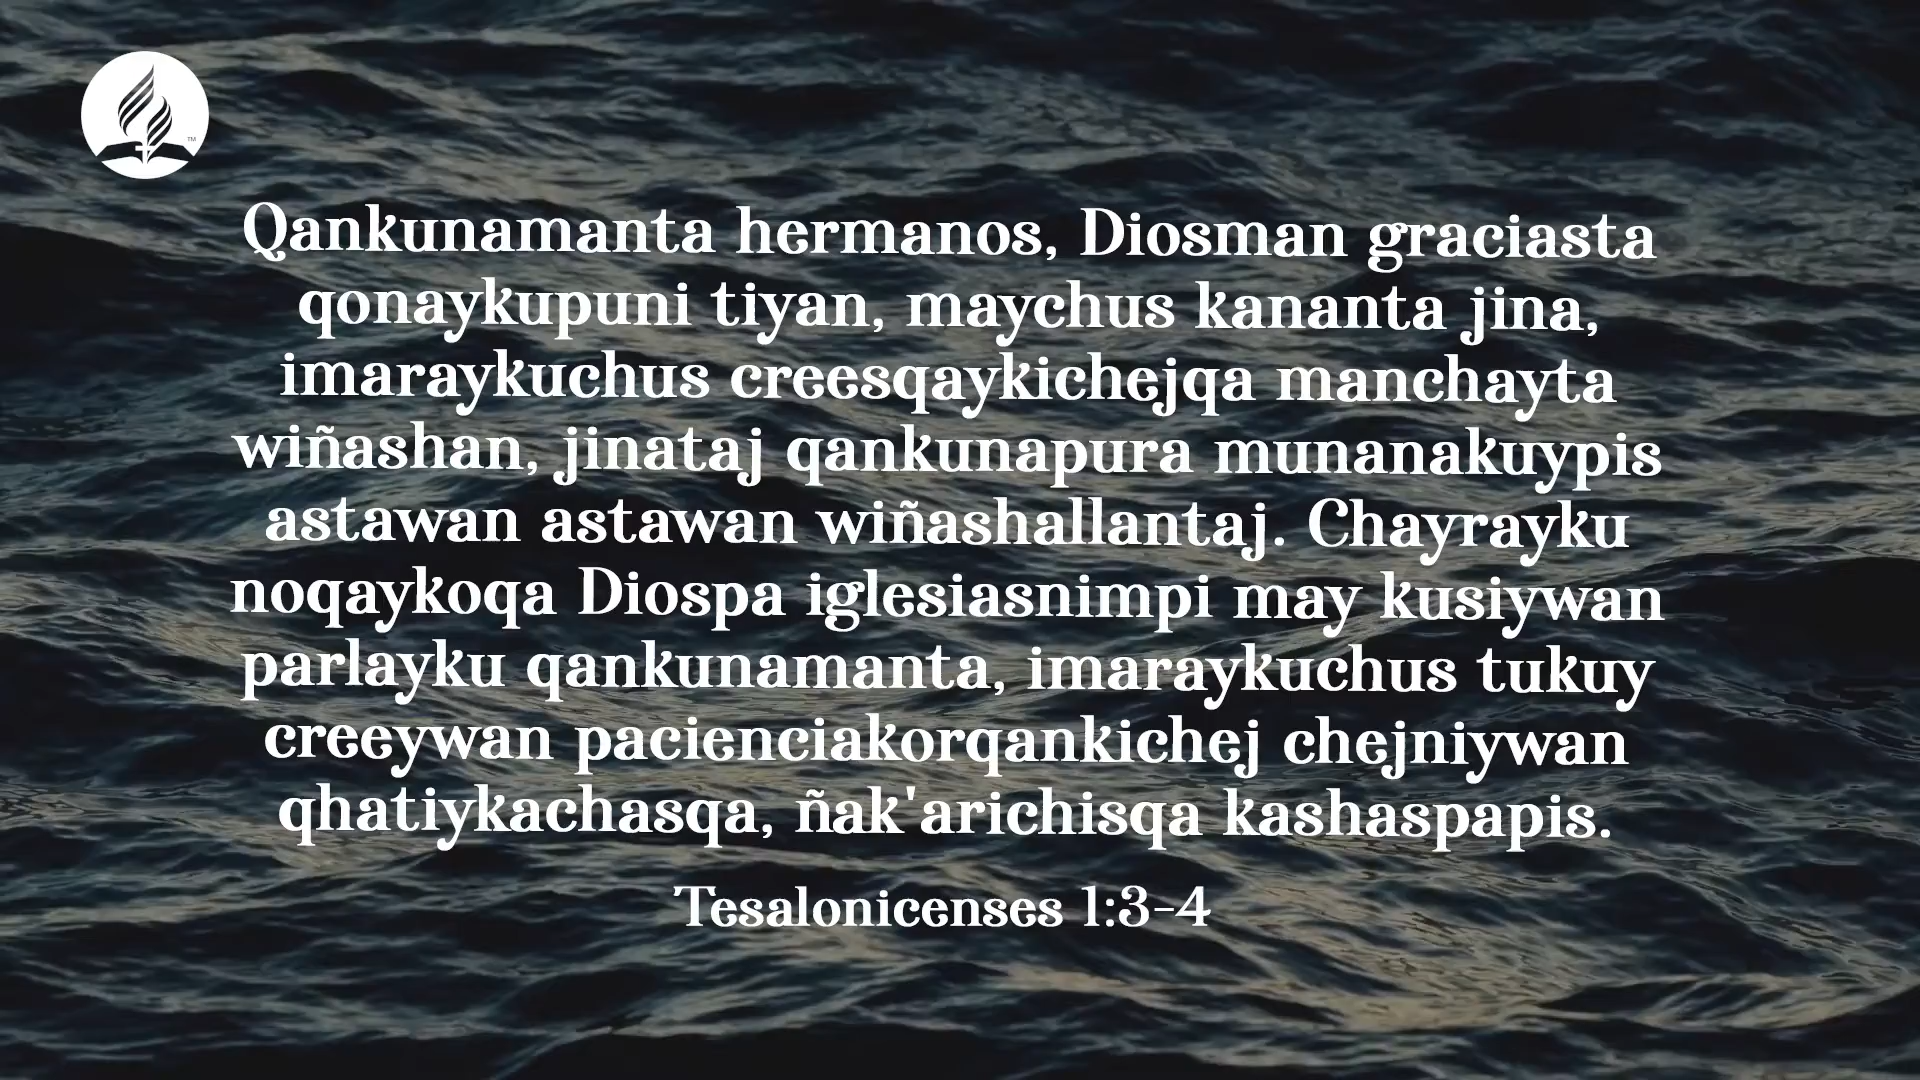 Qankunamanta hermanos, Diosman graciasta
qonaykupuni tiyan, maychus kananta jina,
imaraykuchus creesqaykichejqa manchayta
wiñashan, jinataj qankunapura munanakuypis
astawan astawan wiñashallantaj. Chayrayku
noqaykoqa Diospa iglesiasnimpi may kusiywan
parlayku qankunamanta, imaraykuchus tukuy
creeywan pacienciakorqankichej chejniywan
qhatiykachasqa, ñak'arichisqa kashaspapis.
Tesalonicenses 1:3-4
TM